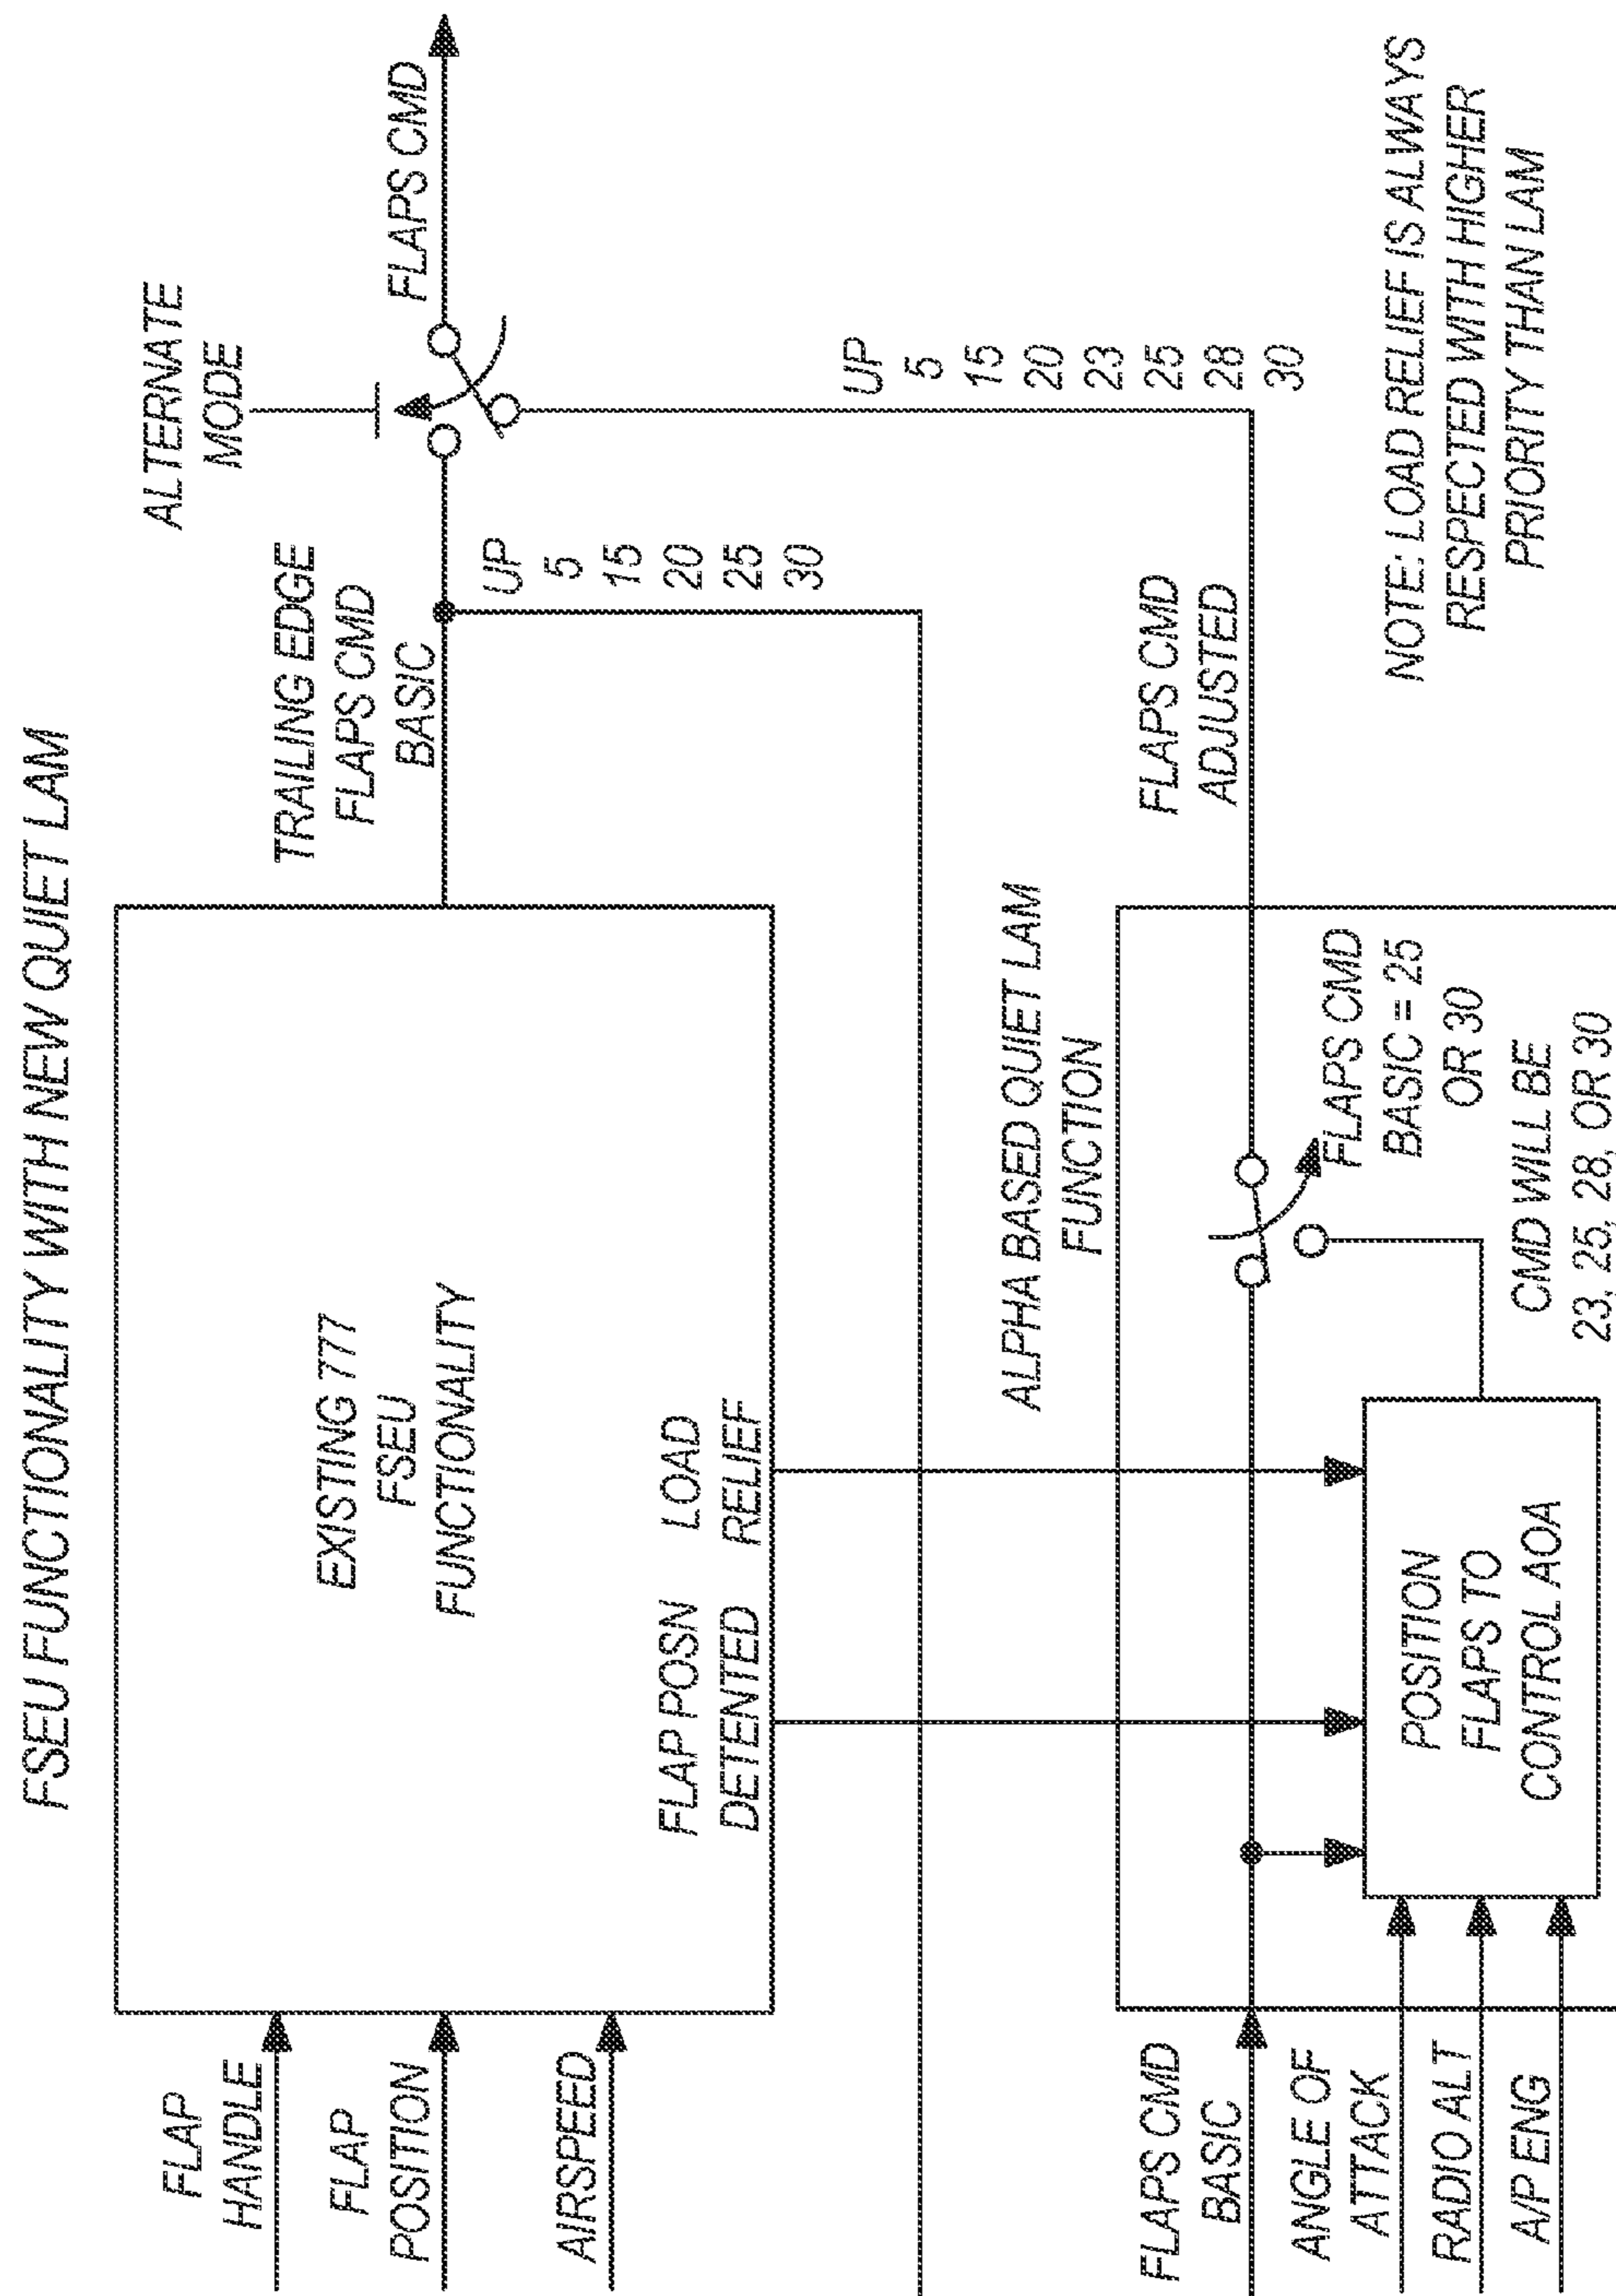 FSEU FUNCTIONALITY WITH NEW QUIET LAM
FLAP
HANDLE
FLAP
POSITION
AIRSPEED
EXISTING 777
FSEU
FUNCTIONALITY
FLAP POSN
DETENTED
LOAD
RELIEF
TRAILING EDGE
FLAPS CMD
BASIC
UP
5
15
20
25
30
ALTERNATE
MODE
FLAPS CMD
UP
5
15
20
23
25
28
30
ALPHA BASED QUIET LAM
FUNCTION
FLAPS CMD
BASIC
ANGLE OF
ATTACK
RADIO ALT
A/P ENG
POSITION
FLAPS TO
CONTROL AOA
FLAPS CMD
BASIC = 25
OR 30
CMD WILL BE
23, 25, 28, OR 30
FLAPS CMD
ADJUSTED
NOTE: LOAD RELIEF IS ALWAYS
RESPECTED WITH HIGHER
PRIORITY THAN LAM